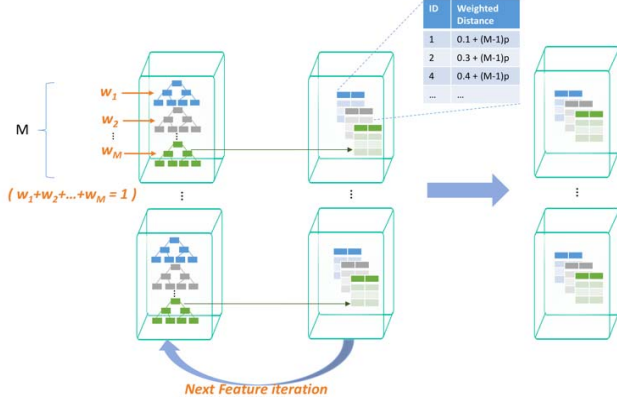 ID Weighted Distance
1 0.1 + (M-1)p
2 0.3 + (M-1)p
4 0.4 + (M-1)p
... ...
M
w1
w2
⋮
wM
( w1+w2+...+wM = 1 )
⋮
⋮
⋮
⋮
Next Feature iteration